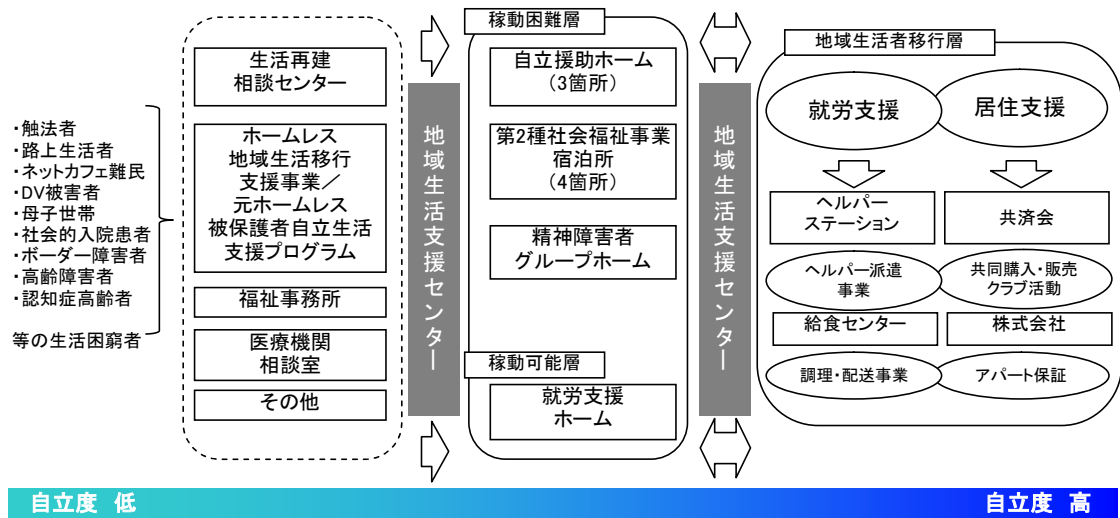 ・触法者
・路上生活者
・ネットカフェ難民
・DV被害者
・母子世帯
・社会的入院患者
・ボーダー障害者
・高齢障害者
・認知症高齢者
等の生活困窮者
生活再建
相談センター
ホームレス
地域生活移行
支援事業／
元ホームレス
被保護者自立生活
支援プログラム
福祉事務所
医療機関
相談室
その他
地域生活支援センター
稼動困難層
自立援助ホーム
（3箇所）
第2種社会福祉事業
宿泊所
（4箇所）
精神障害者
グループホーム
稼動可能層
就労支援
ホーム
地域生活支援センター
地域生活者移行層
就労支援
居住支援
ヘルパー
ステーション
共済会
ヘルパー派遣
事業
共同購入・販売
クラブ活動
給食センター
株式会社
調理・配送事業
アパート保証
自立度 低
自立度 高